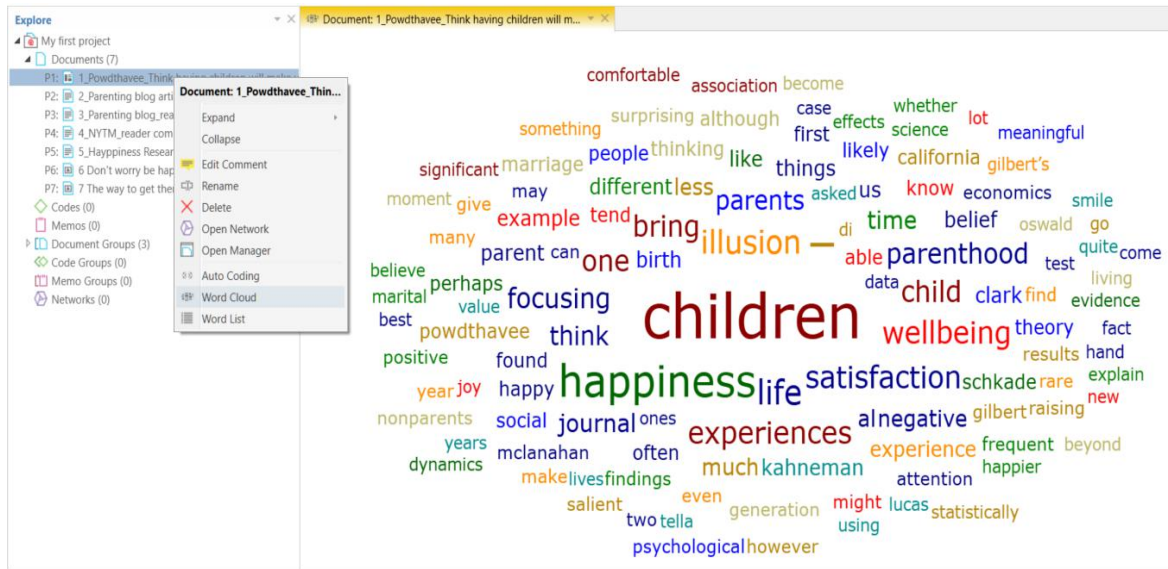 Explore
My first project
Documents (7)
P1: 1_Powdthavee_Think having children will make
P2: 2_Parenting blog arti
P3: 3_Parenting blog_rea
P4: 4_NYTM_reader com
P5: 5_Hayppiness Resear
P6: 6 Don't worry be hap
P7: 7 The way to get the
Codes (0)
Memos (0)
Document Groups (3)
Code Groups (0)
Memo Groups (0)
Networks (0)
Document: 1_Powdthavee_Thin...
Expand
Collapse
Edit Comment
Rename
Delete
Open Network
Open Manager
Auto Coding
Word Cloud
Word List
Document: 1_Powdthavee_Think having children will m...
comfortable association become
surprising although case whether lot
something first effects science meaningful
significant marriage people thinking like things likely california gilbert's
moment give may different less parents asked us know economics smile
many example tend bring illusion — di time belief oswald go
parent can one birth able parenthood test quite come
believe perhaps data child living
marital value focusing children clark find evidence
best powdthavee think wellbeing theory fact
positive found results hand
year joy happy happiness life satisfaction schkade rare explain
new
nonparents social journal ones experiences al negative gilbert raising
years mclanahan often experience frequent beyond
dynamics much kahneman attention happier
make lives findings
salient even generation might lucas statistically
two tella using
psychological however